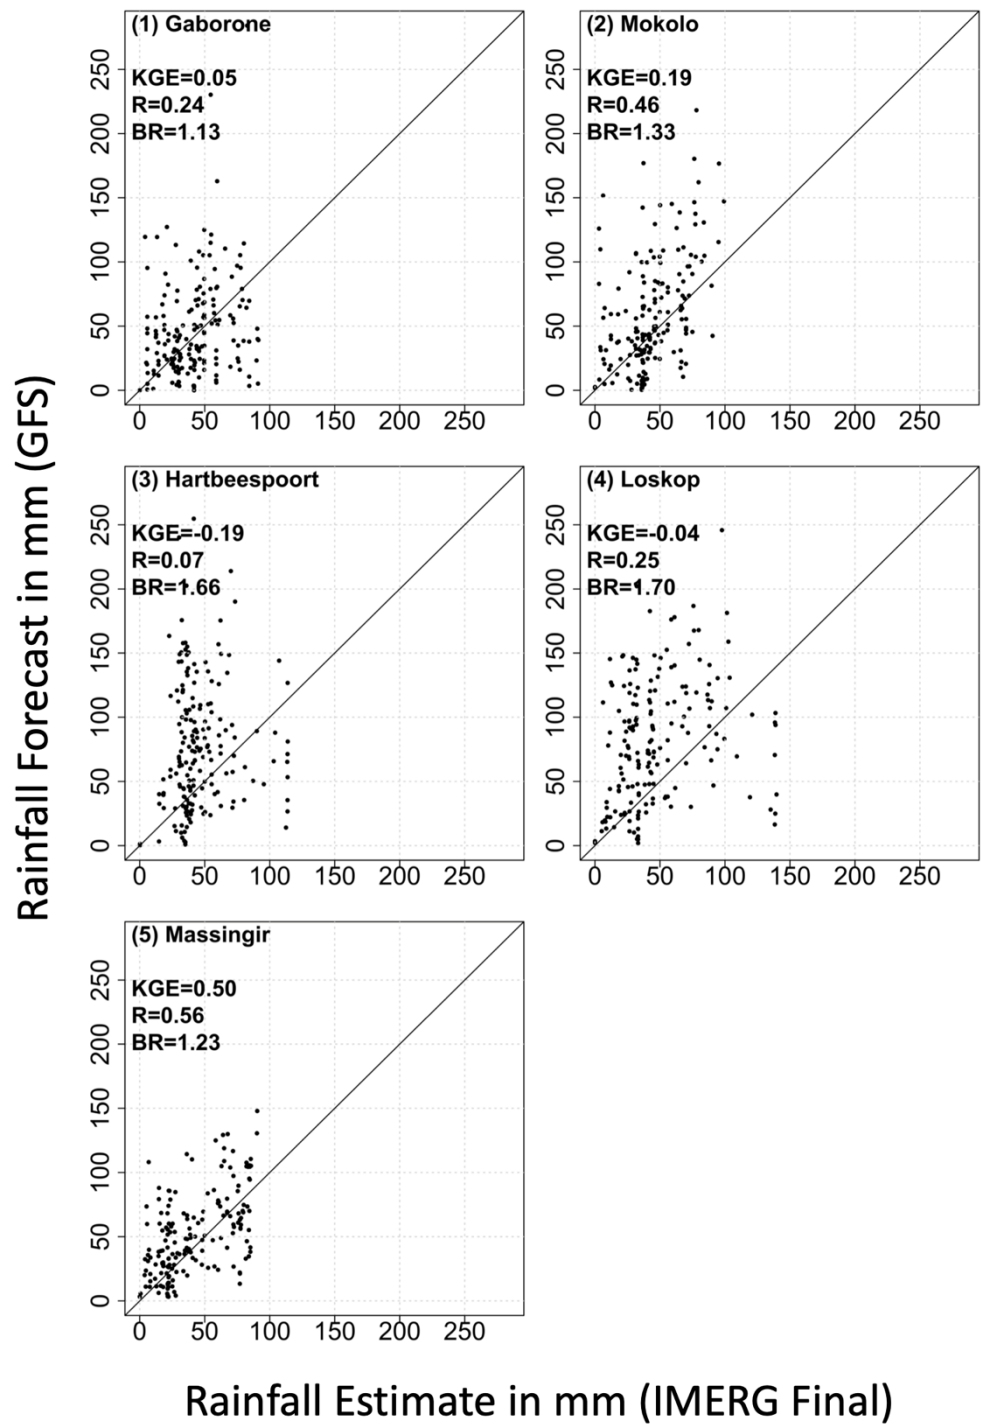 (1) Gaborone
KGE=0.05
R=0.24
BR=1.13
250
200
150
100
50
0
0 50 100 150 200 250
(2) Mokolo
KGE=0.19
R=0.46
BR=1.33
250
200
150
100
50
0
0 50 100 150 200 250
(3) Hartbeespoort
KGE=-0.19
R=0.07
BR=1.66
250
200
150
100
50
0
0 50 100 150 200 250
(4) Loskop
KGE=-0.04
R=0.25
BR=1.70
250
200
150
100
50
0
0 50 100 150 200 250
(5) Massingir
KGE=0.50
R=0.56
BR=1.23
250
200
150
100
50
0
0 50 100 150 200 250
Rainfall Forecast in mm (GFS)
Rainfall Estimate in mm (IMERG Final)